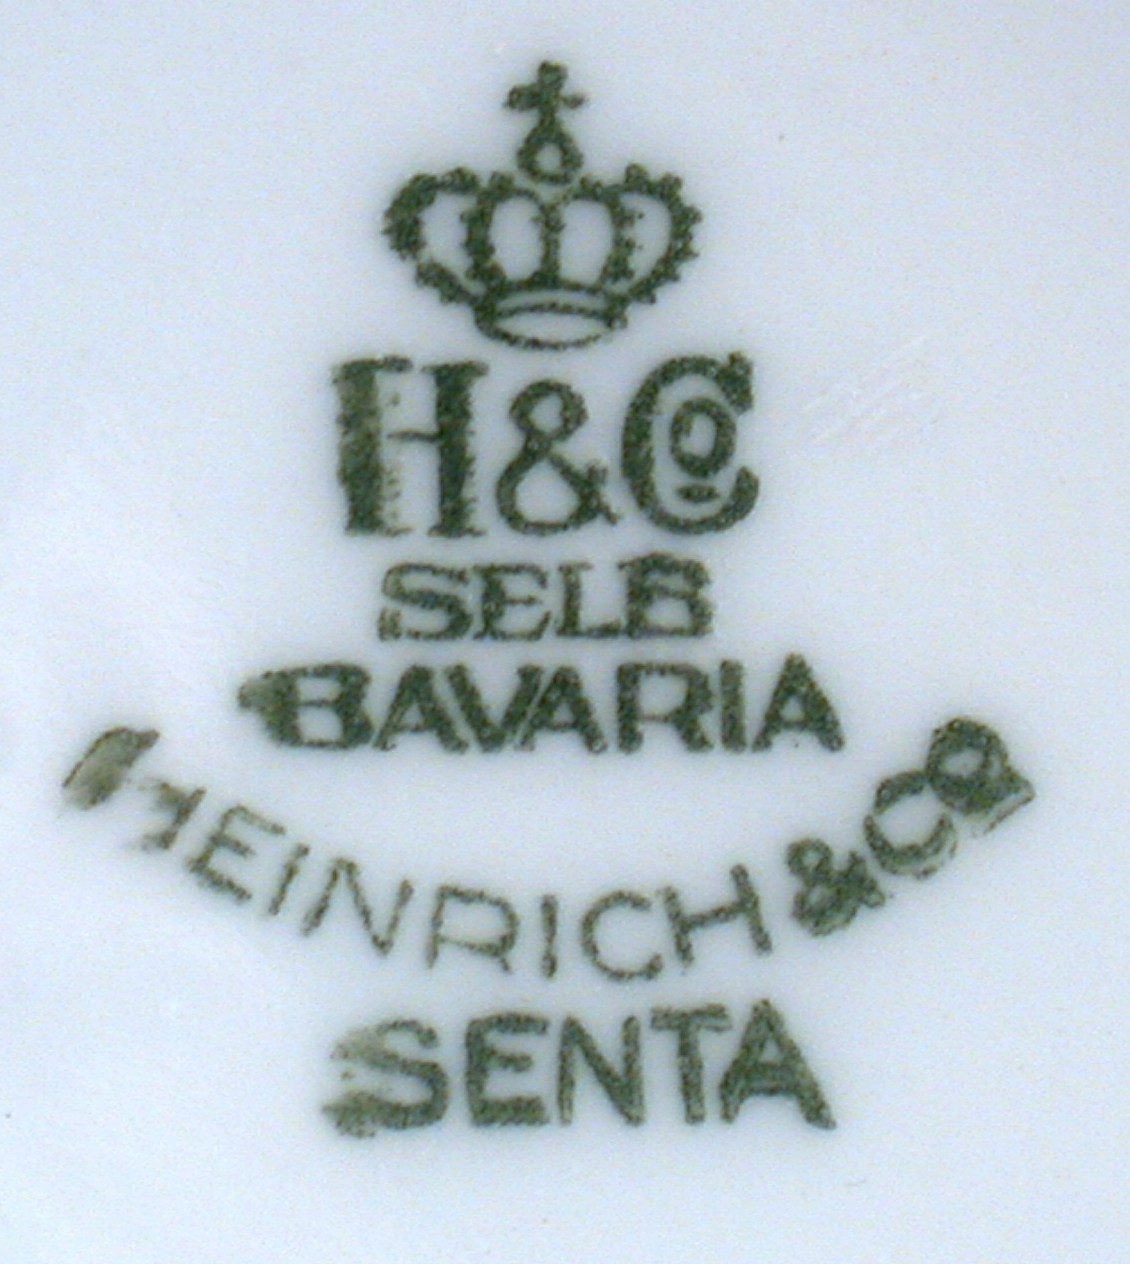 H&Co
SELB
BAVARIA
HEINRICH & Co
SENTA